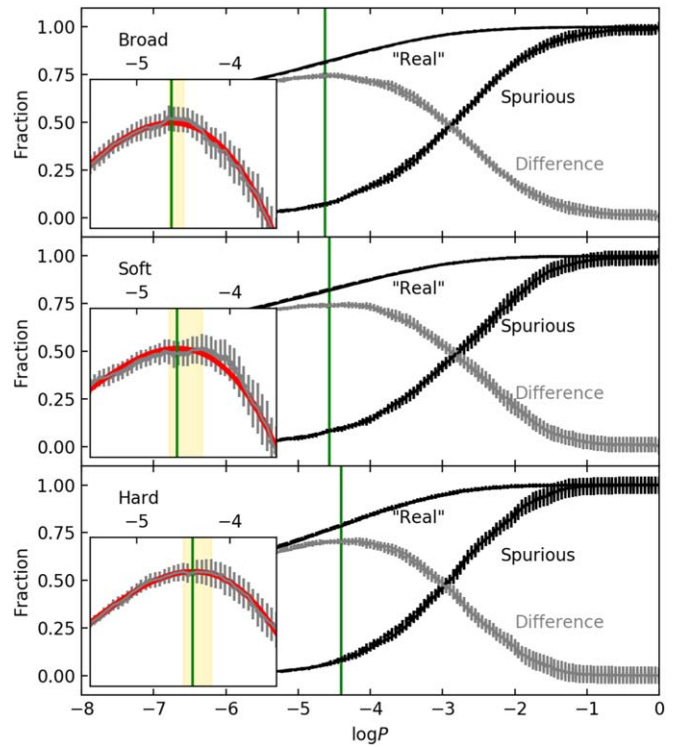 1.00
Broad
−5 −4
"Real"
0.75
Spurious
Fraction
0.50
Difference
0.25
0.00
1.00
Soft
−5 −4
"Real"
0.75
Spurious
Fraction
0.50
Difference
0.25
0.00
1.00
Hard
−5 −4
"Real"
0.75
Spurious
Fraction
0.50
Difference
0.25
0.00
−8 −7 −6 −5 −4 −3 −2 −1 0
logP